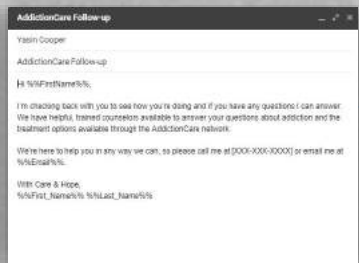 AddictionCare Follow-up
Yasin Cooper
AddictionCare Follow-up
Hi %%FirstName%%,
I'm checking back with you to see how you're doing and if you have any questions I can answer.
We have helpful, trained counselors available to answer your questions about addiction and the
treatment options available through the AddictionCare network.
We're here to help you in any way we can, so please call me at [XXX-XXX-XXXX] or email me at
%%Email%%.
With Care & Hope,
%%First_Name%% %%Last_Name%%